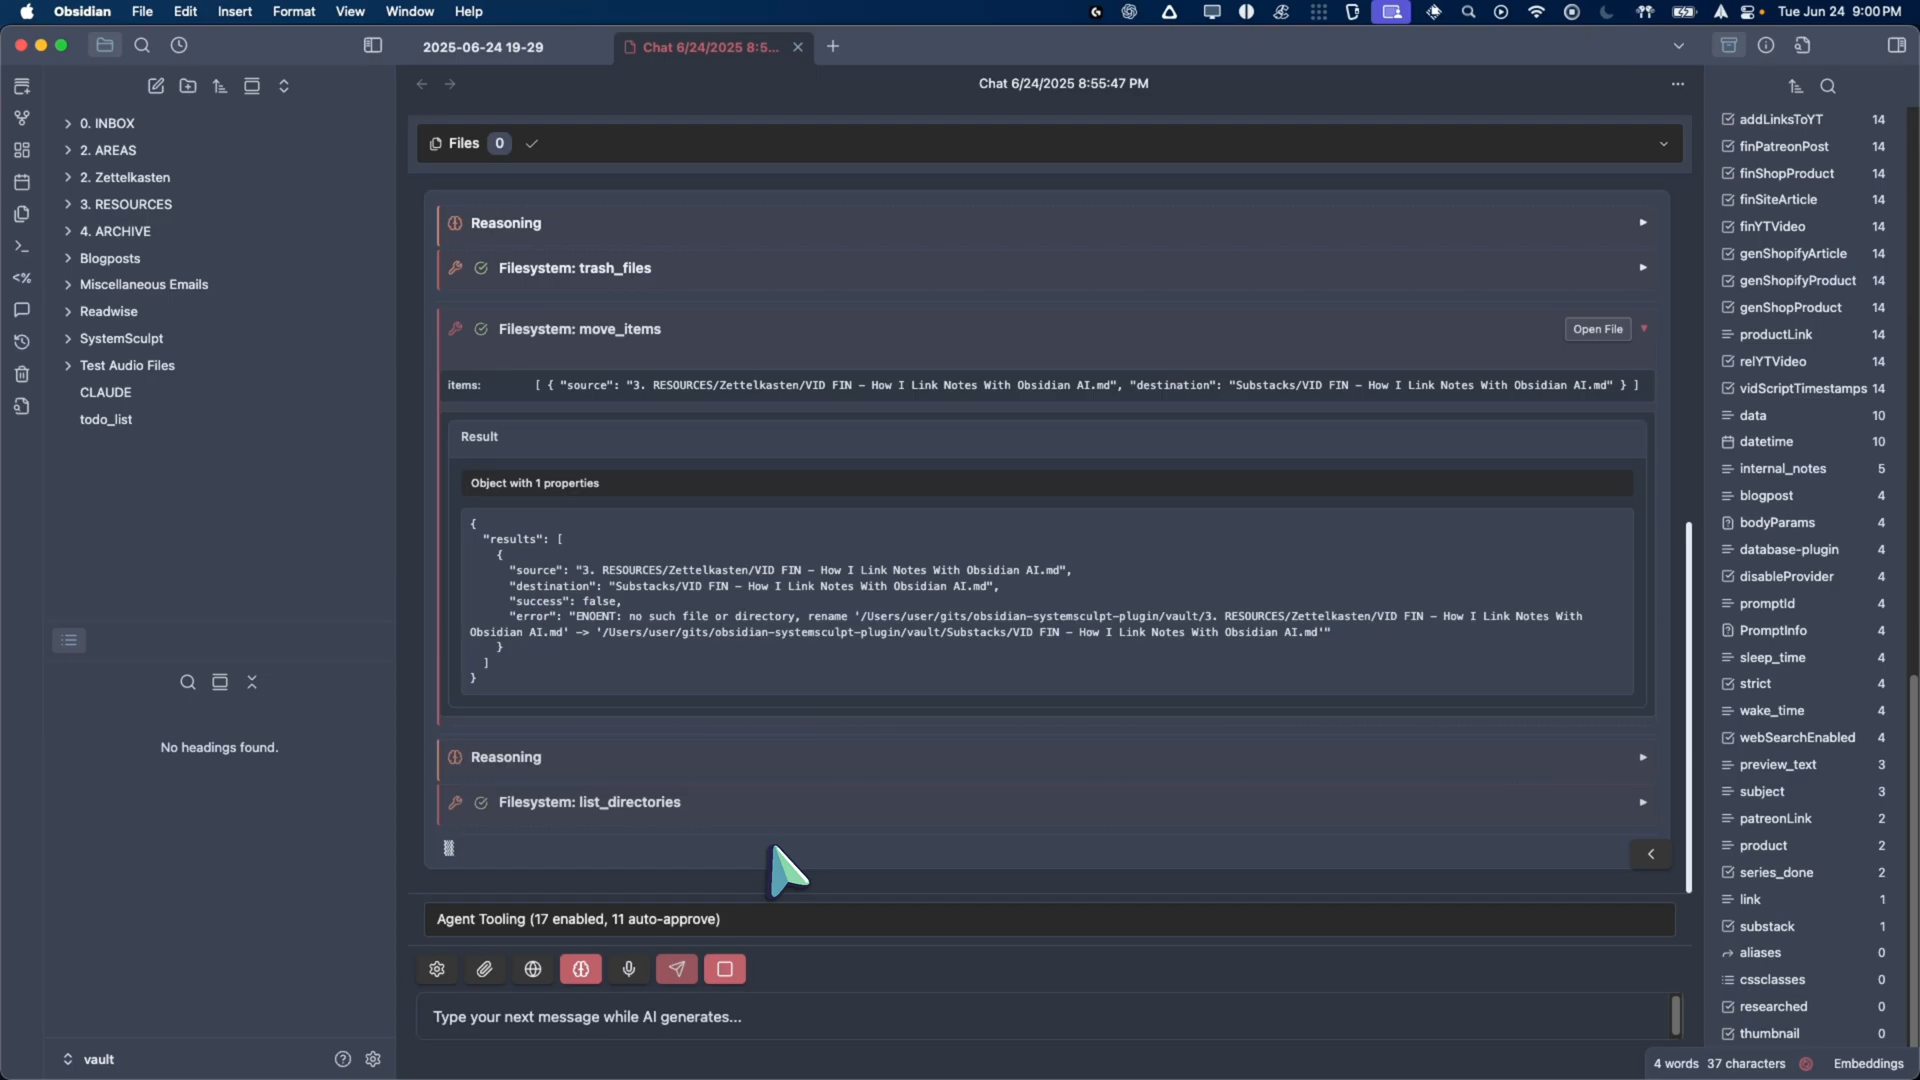 Obsidian File Edit Insert Format View Window Help
Tue Jun 24 9:00 PM
2025-06-24 19-29
Chat 6/24/2025 8:5...
Chat 6/24/2025 8:55:47 PM
0. INBOX
2. AREAS
2. Zettelkasten
3. RESOURCES
4. ARCHIVE
Blogposts
Miscellaneous Emails
Readwise
SystemSculpt
Test Audio Files
CLAUDE
todo_list
No headings found.
vault
Files 0
Reasoning
Filesystem: trash_files
Filesystem: move_items
Open File
items: [ { "source": "3. RESOURCES/Zettelkasten/VID FIN – How I Link Notes With Obsidian AI.md", "destination": "Substacks/VID FIN – How I Link Notes With Obsidian AI.md" } ]
Result
Object with 1 properties
{
"results": [
{
"source": "3. RESOURCES/Zettelkasten/VID FIN – How I Link Notes With Obsidian AI.md",
"destination": "Substacks/VID FIN – How I Link Notes With Obsidian AI.md",
"success": false,
"error": "ENOENT: no such file or directory, rename '/Users/user/gits/obsidian-systemsculpt-plugin/vault/3. RESOURCES/Zettelkasten/VID FIN – How I Link Notes With
Obsidian AI.md' -> '/Users/user/gits/obsidian-systemsculpt-plugin/vault/Substacks/VID FIN – How I Link Notes With Obsidian AI.md'"
}
]
}
Reasoning
Filesystem: list_directories
Agent Tooling (17 enabled, 11 auto-approve)
Type your next message while AI generates...
addLinksToYT 14
finPatreonPost 14
finShopProduct 14
finSiteArticle 14
finYTVideo 14
genShopifyArticle 14
genShopifyProduct 14
genShopProduct 14
productLink 14
relYTVideo 14
vidScriptTimestamps 14
data 10
datetime 10
internal_notes 5
blogpost 4
bodyParams 4
database-plugin 4
disableProvider 4
promptId 4
PromptInfo 4
sleep_time 4
strict 4
wake_time 4
webSearchEnabled 4
preview_text 3
subject 3
patreonLink 2
product 2
series_done 2
link 1
substack 1
aliases 0
cssclasses 0
researched 0
thumbnail 0
4 words 37 characters Embeddings